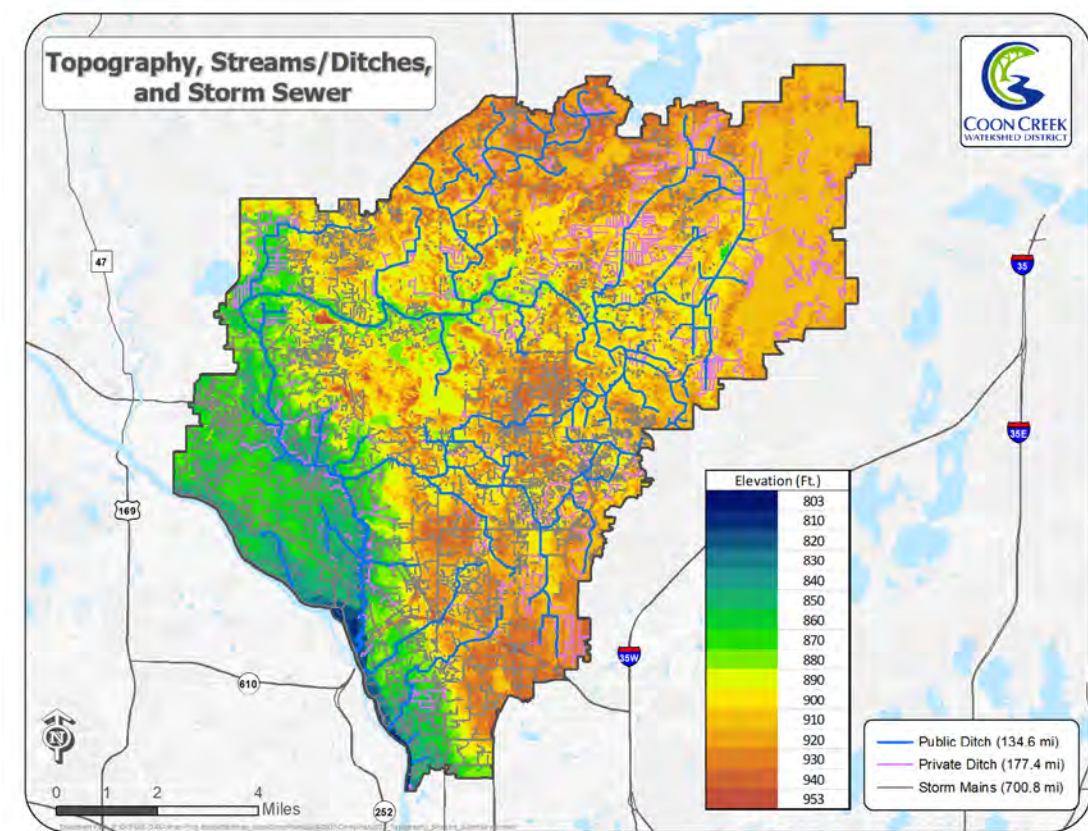 Topography, Streams/Ditches,
and Storm Sewer
COON CREEK
WATERSHED DISTRICT
47
35
35E
169
35W
610
252
N
Elevation (Ft.)
803
810
820
830
840
850
860
870
880
890
900
910
920
930
940
953
Public Ditch (134.6 mi)
Private Ditch (177.4 mi)
Storm Mains (700.8 mi)
0 1 2 4
Miles